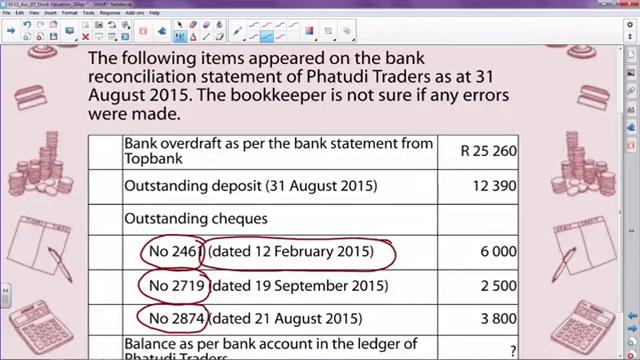 Gr11_Acc_07_Stock Valuation_29Apr * - SMART Notebook
File Edit View Insert Format Tools Add-ons Help
The following items appeared on the bank
reconciliation statement of Phatudi Traders as at 31
August 2015. The bookkeeper is not sure if any errors
were made.
Bank overdraft as per the bank statement from
Topbank
R 25 260
Outstanding deposit (31 August 2015) 12 390
Outstanding cheques
No 2461 (dated 12 February 2015) 6 000
No 2719 (dated 19 September 2015) 2 500
No 2874 (dated 21 August 2015) 3 800
Balance as per bank account in the ledger of
Phatudi Traders
?